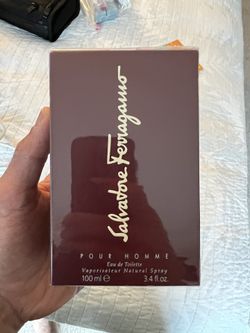 Salvatore Ferragamo
POUR HOMME
Eau de Toilette
Vaporisateur Natural Spray
100 ml ℮ 3.4 fl.oz